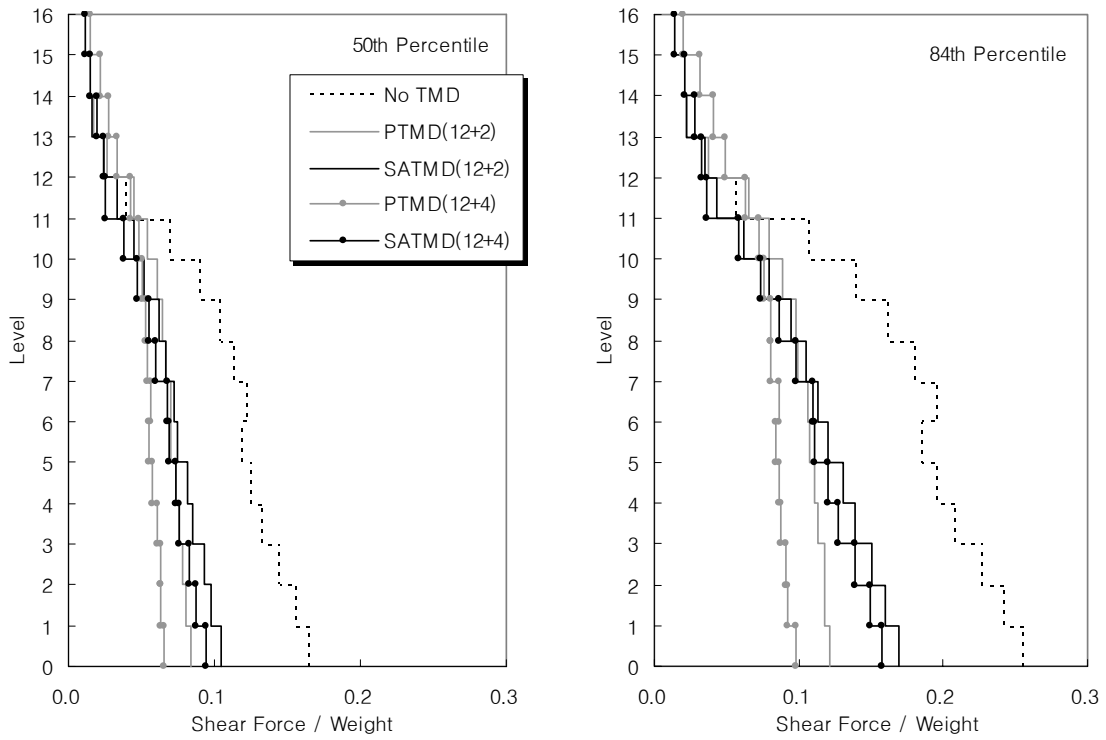 50th Percentile
No TMD
PTMD(12+2)
SATMD(12+2)
PTMD(12+4)
SATMD(12+4)
16
15
14
13
12
11
10
9
8
7
6
5
4
3
2
1
0
Level
0.0 0.1 0.2 0.3
Shear Force / Weight
84th Percentile
16
15
14
13
12
11
10
9
8
7
6
5
4
3
2
1
0
Level
0.0 0.1 0.2 0.3
Shear Force / Weight